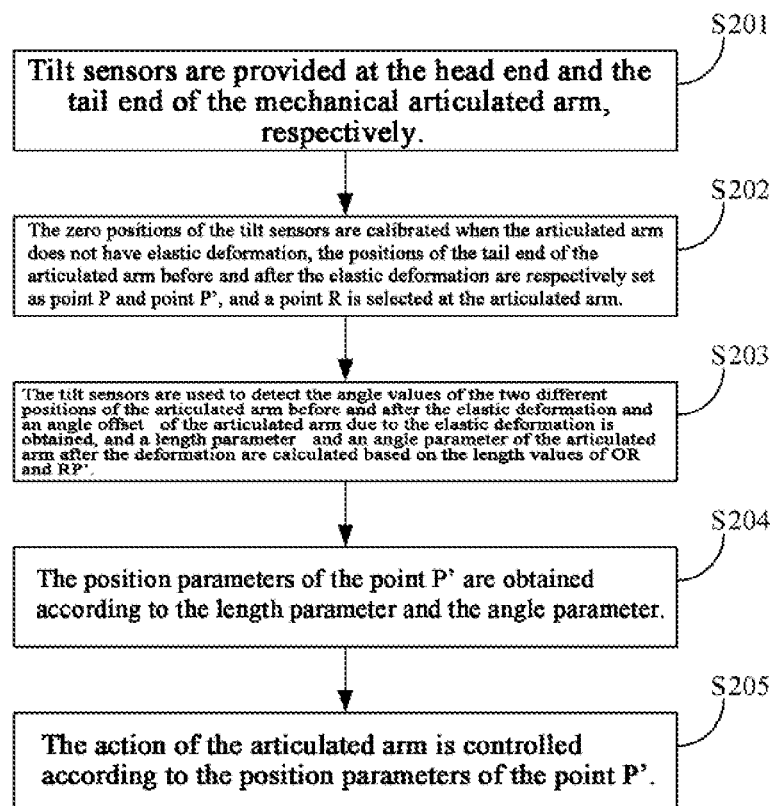 S201
Tilt sensors are provided at the head end and the
tail end of the mechanical articulated arm,
respectively.
S202
The zero positions of the tilt sensors are calibrated when the articulated arm
does not have elastic deformation, the positions of the tail end of the
articulated arm before and after the elastic deformation are respectively set
as point P and point P’, and a point R is selected at the articulated arm.
S203
The tilt sensors are used to detect the angle values of the two different
positions of the articulated arm before and after the elastic deformation and
an angle offset of the articulated arm due to the elastic deformation is
obtained, and a length parameter and an angle parameter of the articulated
arm after the deformation are calculated based on the length values of OR
and RP’.
S204
The position parameters of the point P’ are obtained
according to the length parameter and the angle parameter.
S205
The action of the articulated arm is controlled
according to the position parameters of the point P’.